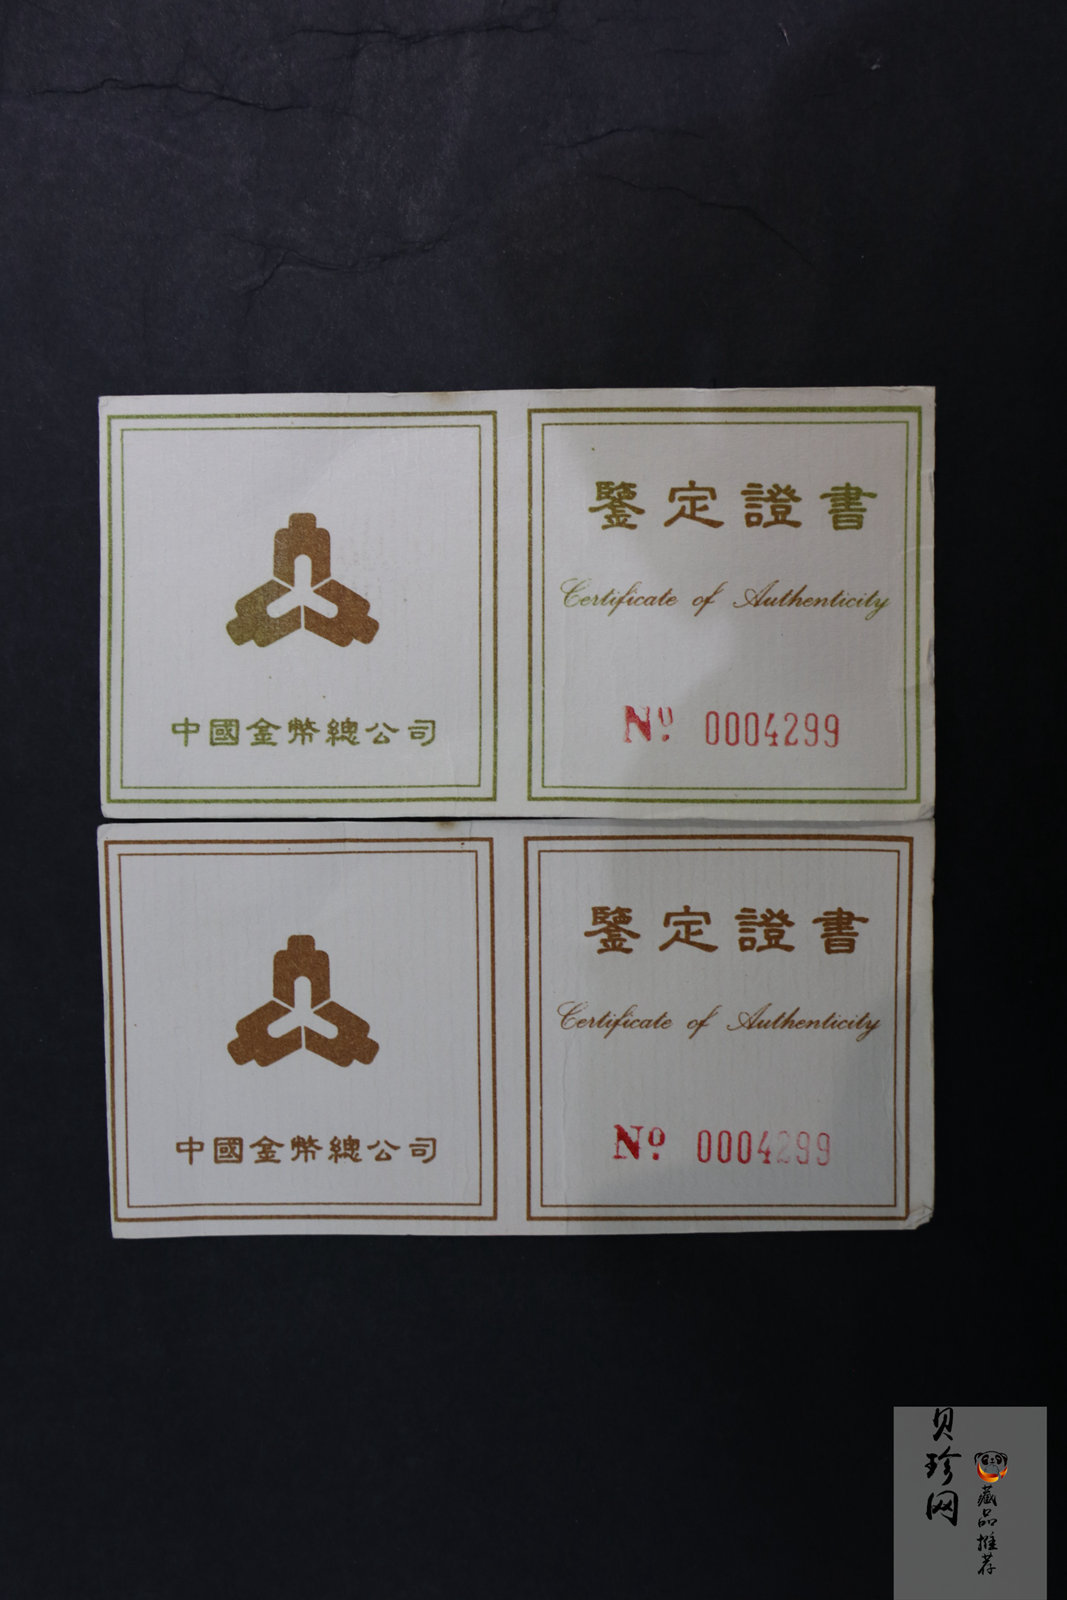 鑒定證書
Certificate of Authenticity
中國金幣總公司
Nº 0004299
鑒定證書
Certificate of Authenticity
中國金幣總公司
Nº 0004299
贝珍网
藏品推荐